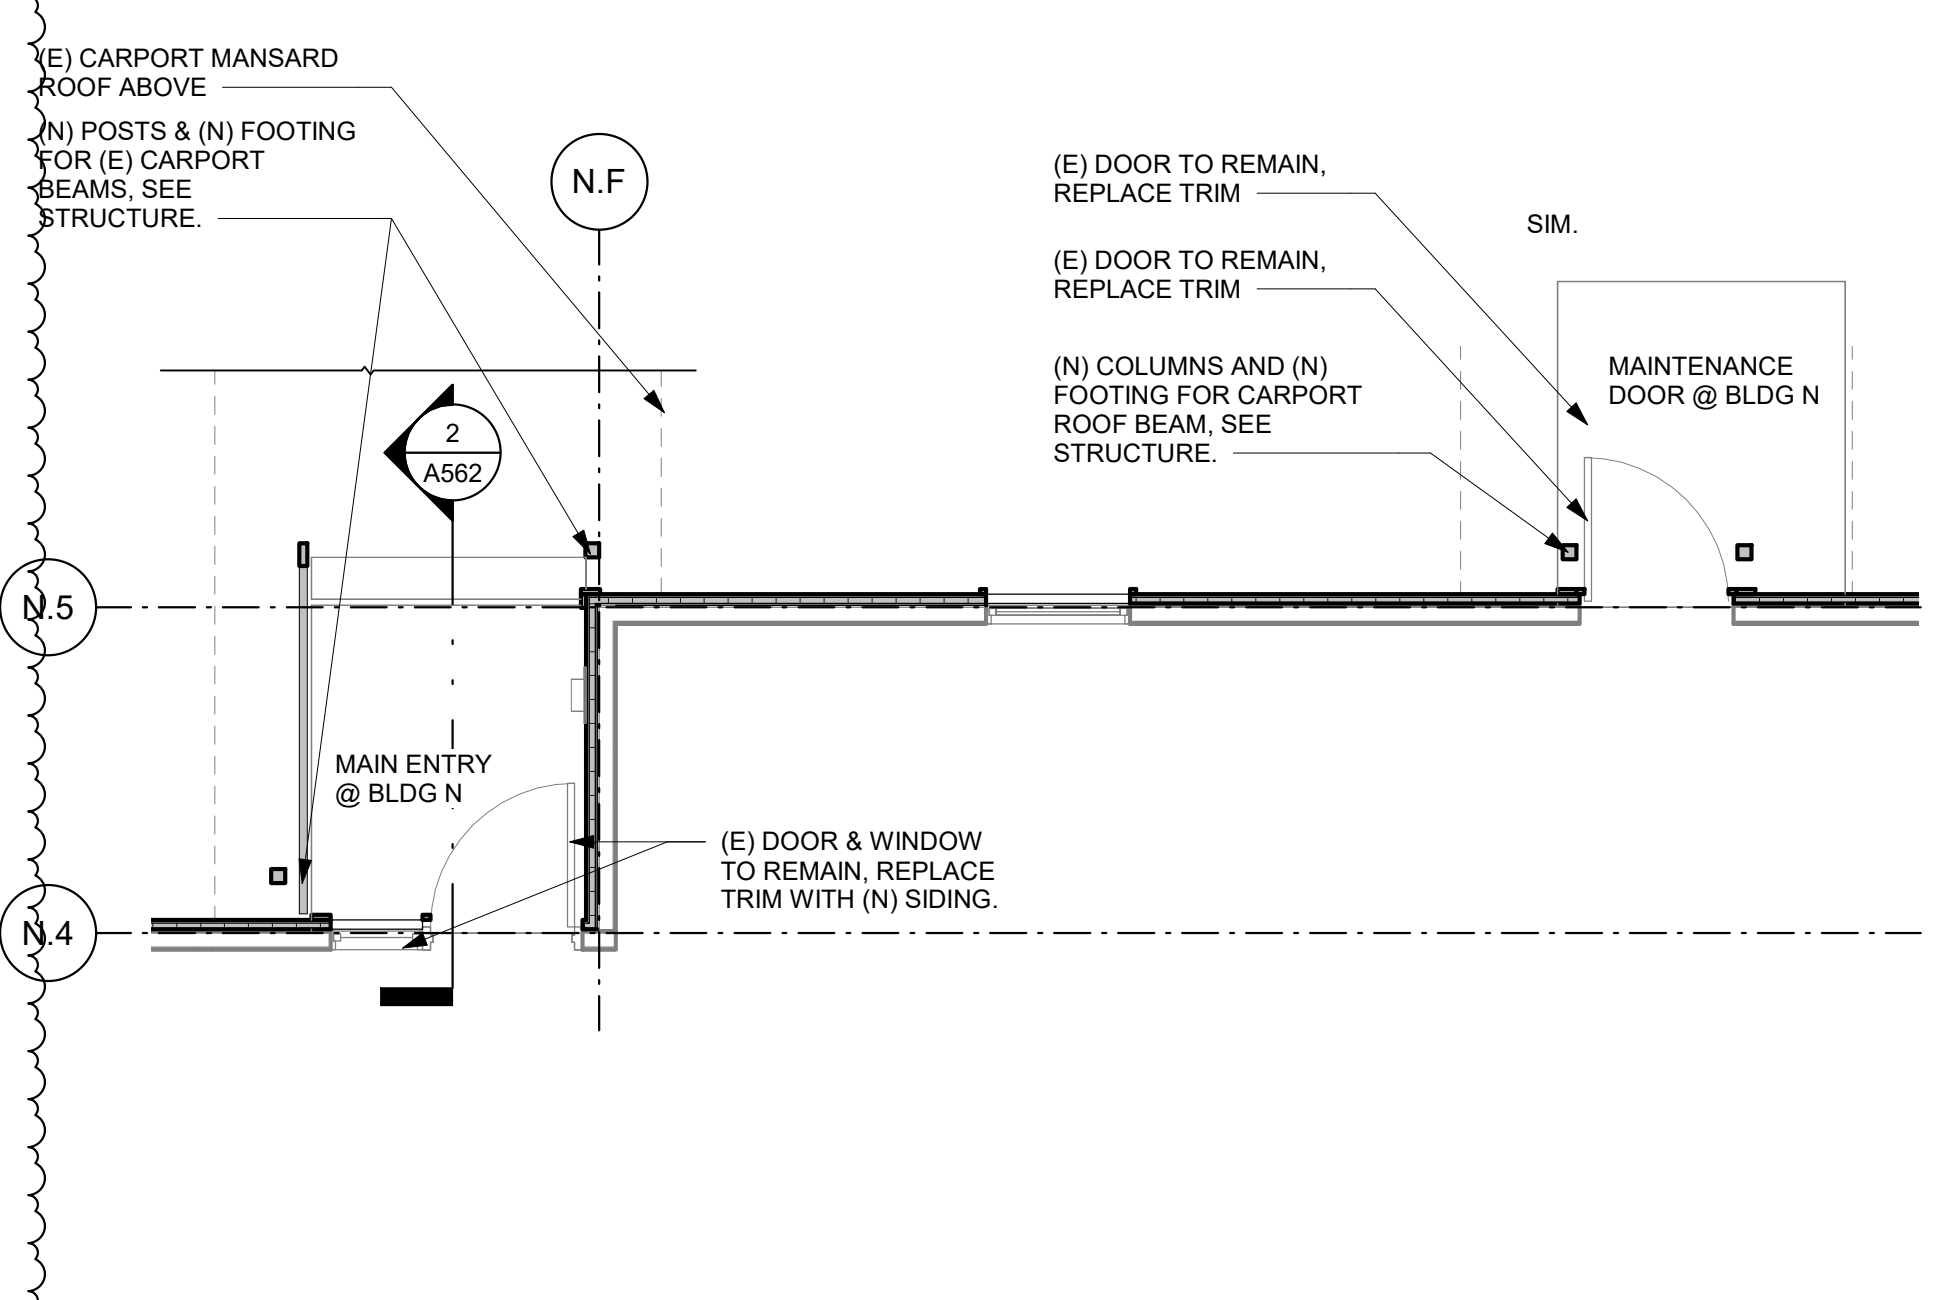 (E) CARPORT MANSARD
ROOF ABOVE
(N) POSTS & (N) FOOTING
FOR (E) CARPORT
BEAMS, SEE
STRUCTURE.
N.F
(E) DOOR TO REMAIN,
REPLACE TRIM
SIM.
(E) DOOR TO REMAIN,
REPLACE TRIM
(N) COLUMNS AND (N)
FOOTING FOR CARPORT
ROOF BEAM, SEE
STRUCTURE.
MAINTENANCE
DOOR @ BLDG N
2
A562
N.5
MAIN ENTRY
@ BLDG N
(E) DOOR & WINDOW
TO REMAIN, REPLACE
TRIM WITH (N) SIDING.
N.4